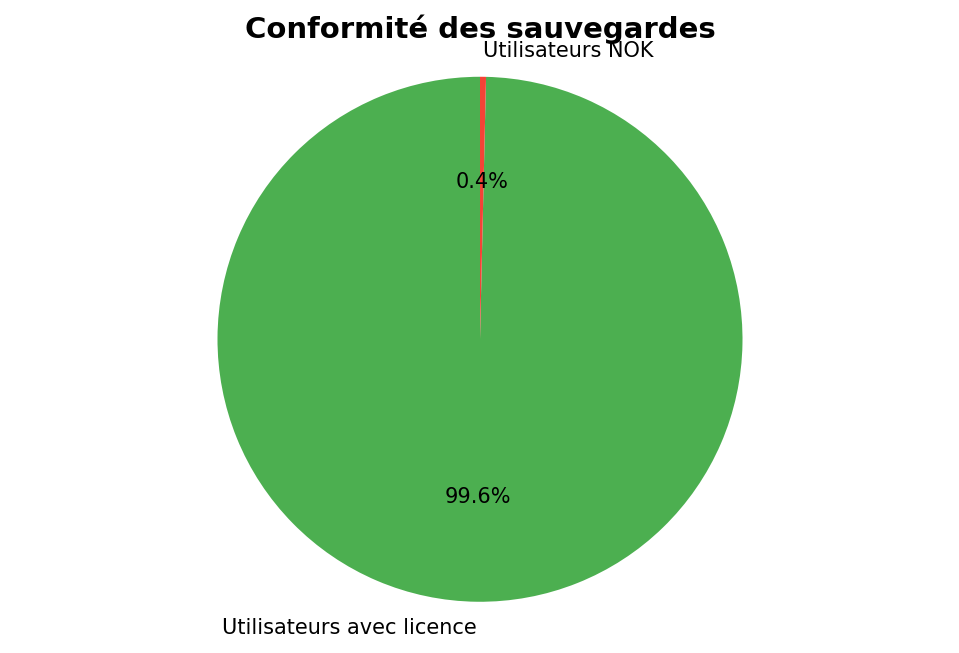 Conformité des sauvegardes
Utilisateurs NOK
0.4%
99.6%
Utilisateurs avec licence